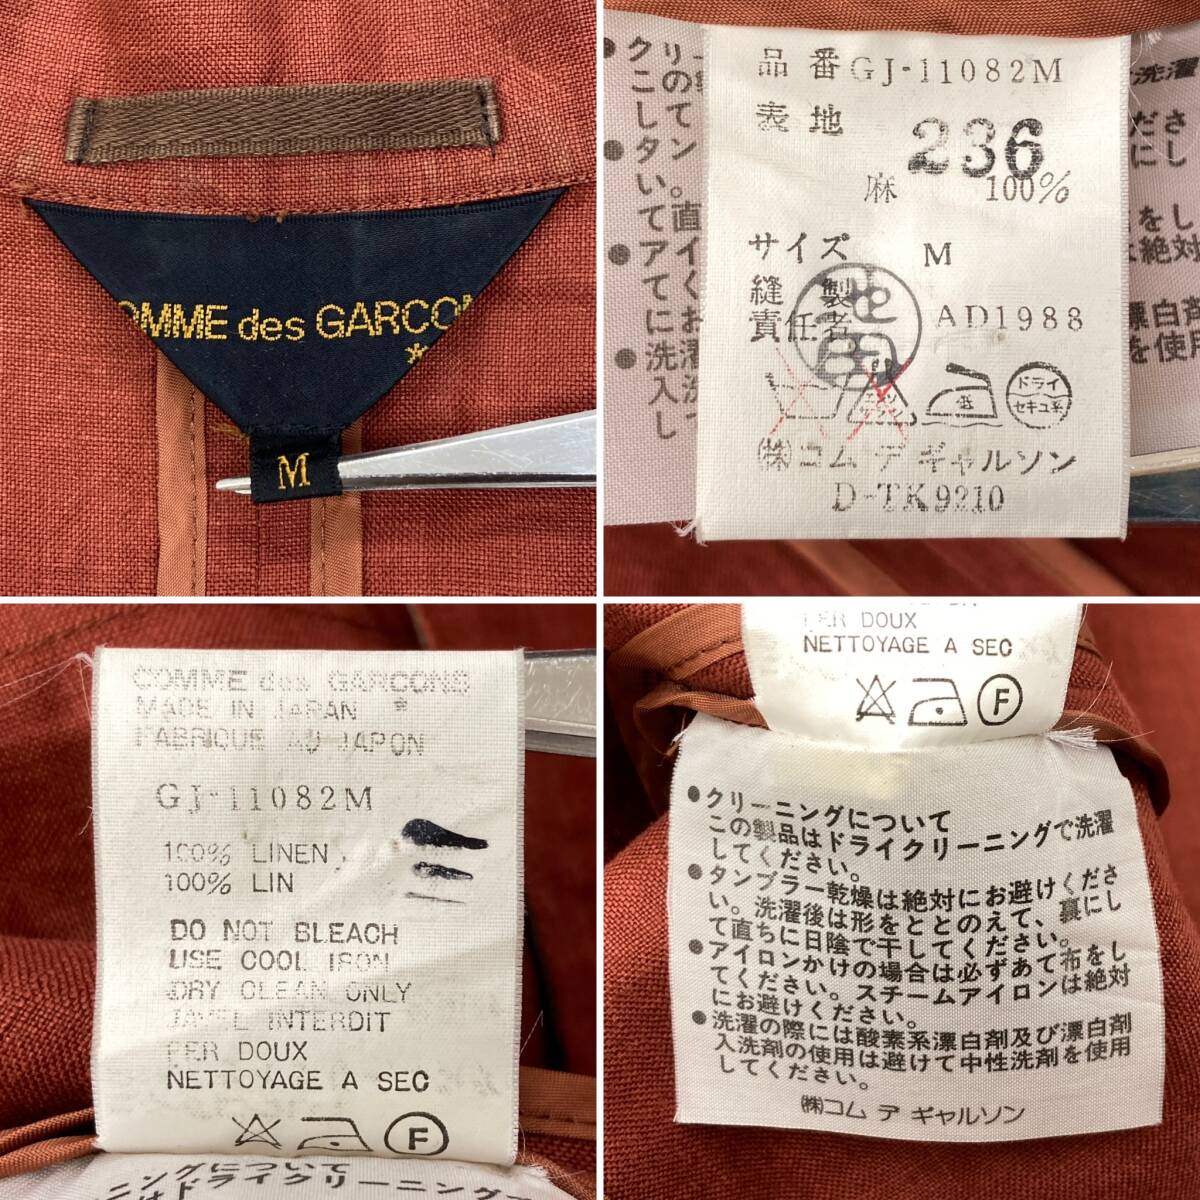 COMME des GARCONS
*
M
品番 GJ-11082M
表地
236
麻 100%
サイズ M
縫製
責任者 AD1988
ドライ
セキユ系
㈱コム デ ギャルソン
D-TK9210
COMME des GARCONS
MADE IN JAPAN *
FABRIQUE AU JAPON
GJ-11082M
100% LINEN
100% LIN
DO NOT BLEACH
USE COOL IRON
DRY CLEAN ONLY
JAVEL INTERDIT
FER DOUX
NETTOYAGE A SEC
F
FER DOUX
NETTOYAGE A SEC
F
●クリーニングについて
この製品はドライクリーニングで洗濯
してください。
●タンブラー乾燥は絶対にお避けくださ
い。洗濯後は形をととのえて、裏にし
て直ちに日陰で干してください。
●アイロンかけの場合は必ずあて布をし
てください。スチームアイロンは絶対
にお避けください。
●洗濯の際には酸素系漂白剤及び漂白剤
入洗剤の使用は避けて中性洗剤を使用
してください。
㈱コム デ ギャルソン